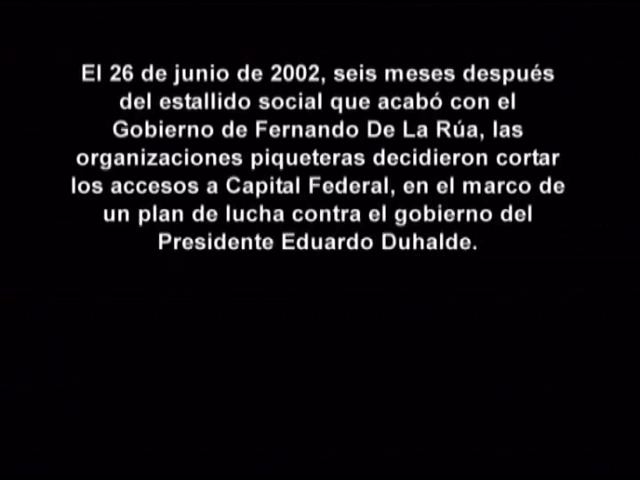 El 26 de junio de 2002, seis meses después
del estallido social que acabó con el
Gobierno de Fernando De La Rúa, las
organizaciones piqueteras decidieron cortar
los accesos a Capital Federal, en el marco de
un plan de lucha contra el gobierno del
Presidente Eduardo Duhalde.